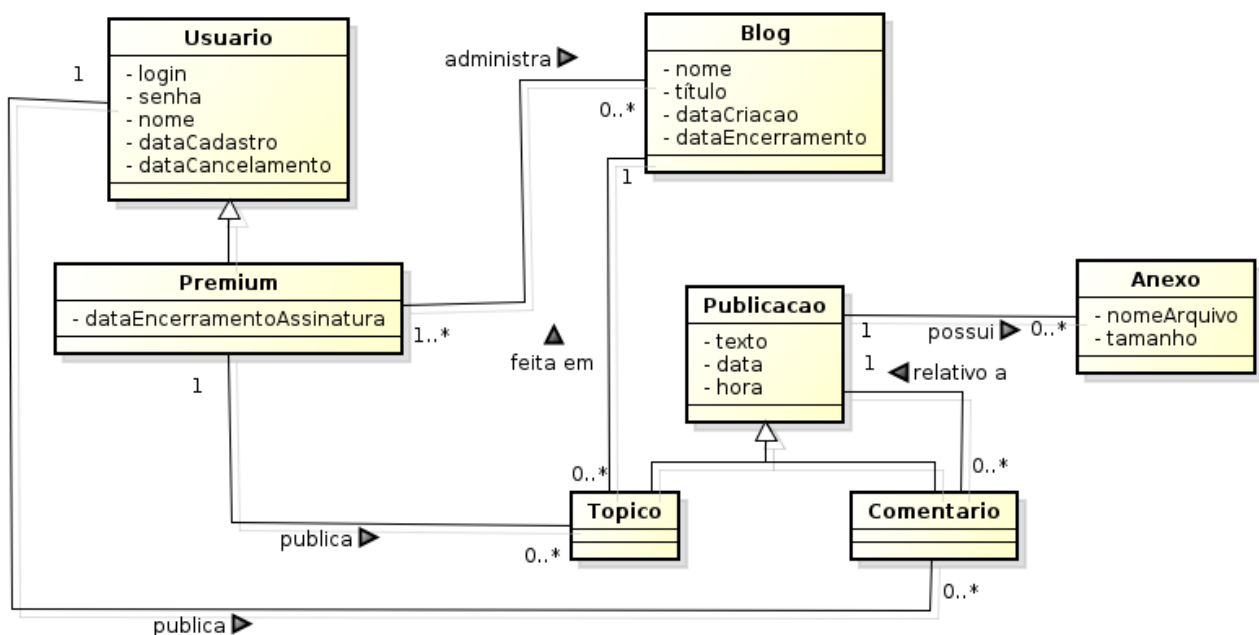 Usuario
- login
- senha
- nome
- dataCadastro
- dataCancelamento
1
administra
0..*
Blog
- nome
- título
- dataCriacao
- dataEncerramento
1
Premium
- dataEncerramentoAssinatura
1..*
1
feita em
Publicacao
- texto
- data
- hora
1
possui
0..*
Anexo
- nomeArquivo
- tamanho
1
relativo a
0..*
0..*
Topico
Comentario
publica
0..*
0..*
publica